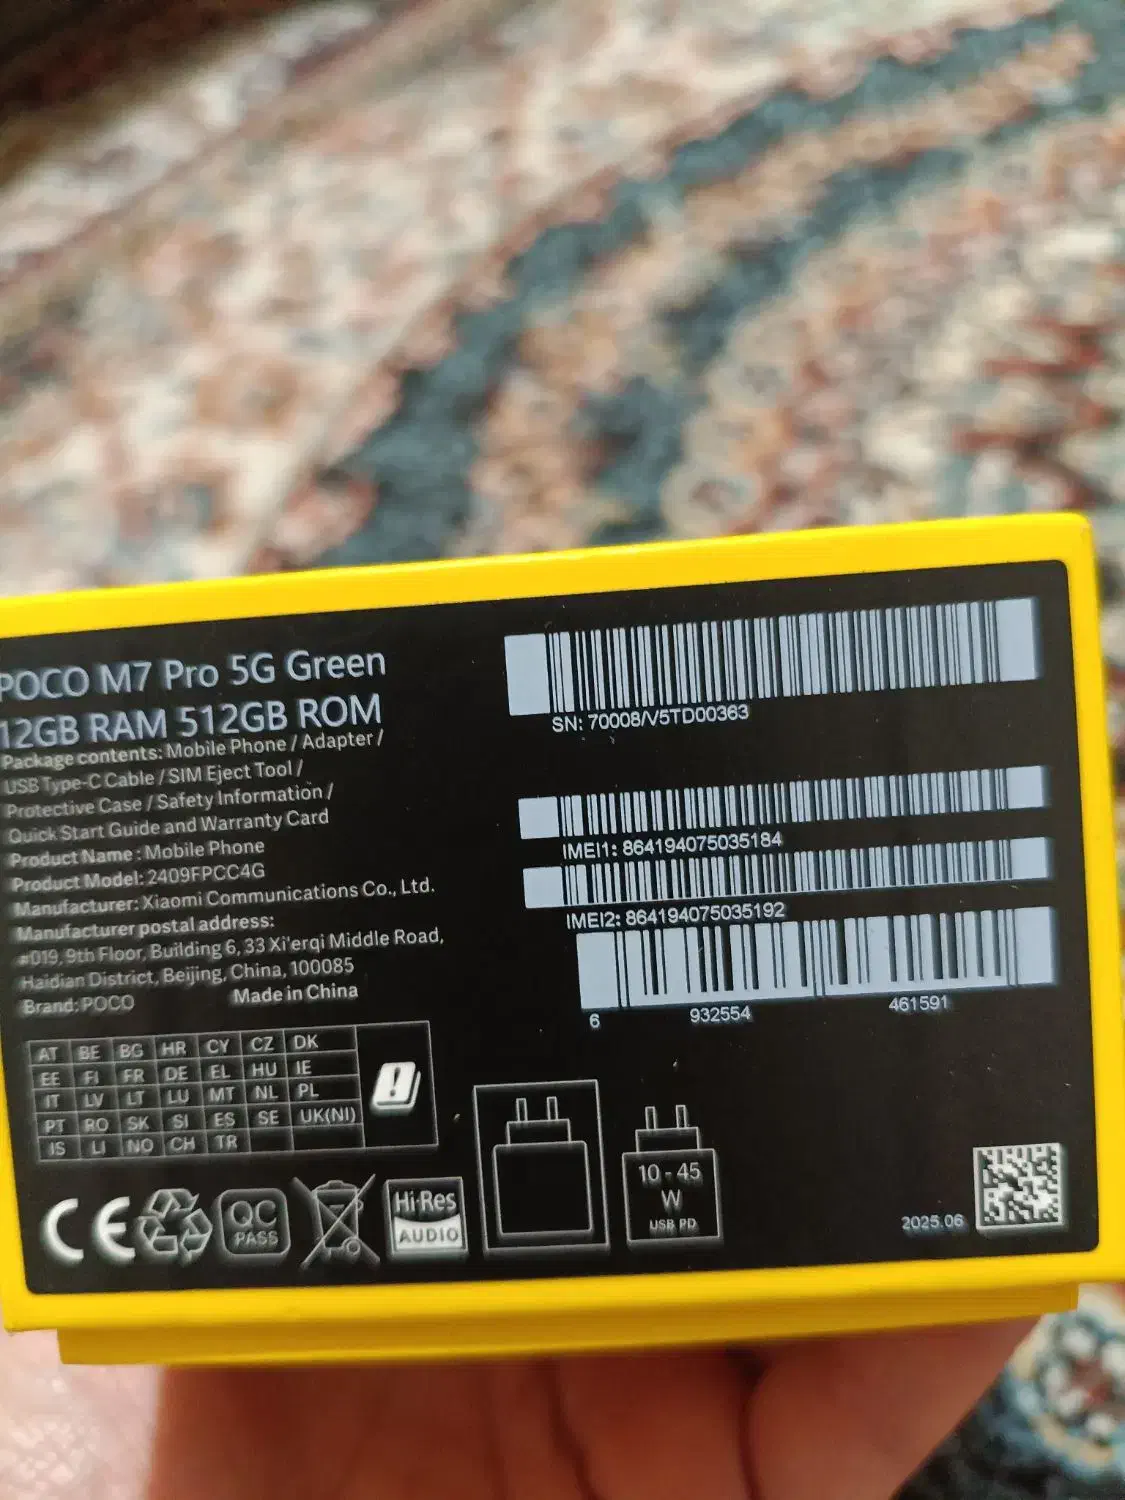 POCO M7 Pro 5G Green
12GB RAM 512GB ROM
Package contents: Mobile Phone / Adapter /
USB Type-C Cable / SIM Eject Tool /
Protective Case / Safety Information /
Quick Start Guide and Warranty Card
Product Name : Mobile Phone
Product Model: 2409FPCC4G
Manufacturer: Xiaomi Communications Co., Ltd.
Manufacturer postal address:
#019, 9th Floor, Building 6, 33 Xi'erqi Middle Road,
Haidian District, Beijing, China, 100085
Brand: POCO Made in China
SN: 70008/V5TD00363
IMEI1: 864194075035184
IMEI2: 864194075035192
6 932554 461591
AT BE BG HR CY CZ DK
EE FI FR DE EL HU IE
IT LV LT LU MT NL PL
PT RO SK SI ES SE UK(NI)
IS LI NO CH TR
CE
QC
PASS
Hi-Res
AUDIO
10 - 45
W
USB PD
2025.06